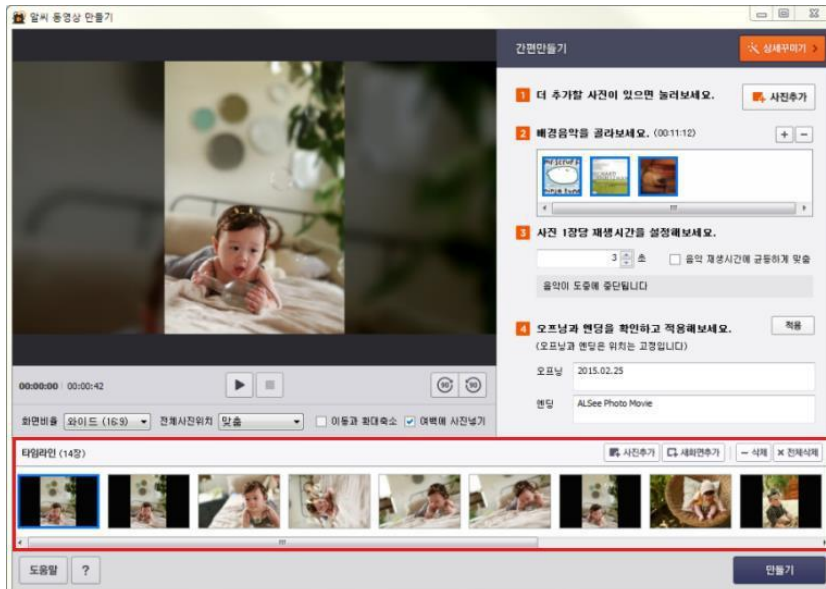 알씨 동영상 만들기
간편만들기
상세꾸미기 >
1 더 추가할 사진이 있으면 눌러보세요.
사진추가
2 배경음악을 골라보세요. (00:11:12)
+ -
3 사진 1장당 재생시간을 설정해보세요.
3 초
음악 재생시간에 균등하게 맞춤
음악이 도중에 중단됩니다
4 오프닝과 엔딩을 확인하고 적용해보세요.
적용
(오프닝과 엔딩은 위치는 고정입니다)
오프닝 2015.02.25
엔딩 ALSee Photo Movie
00:00:00 00:00:42
90 90
화면비율 와이드 (16:9) 전체사진위치 맞춤 이동과 확대축소 여백에 사진넣기
타임라인 (14장)
사진추가 새화면추가 - 삭제 × 전체삭제
도움말 ? 만들기